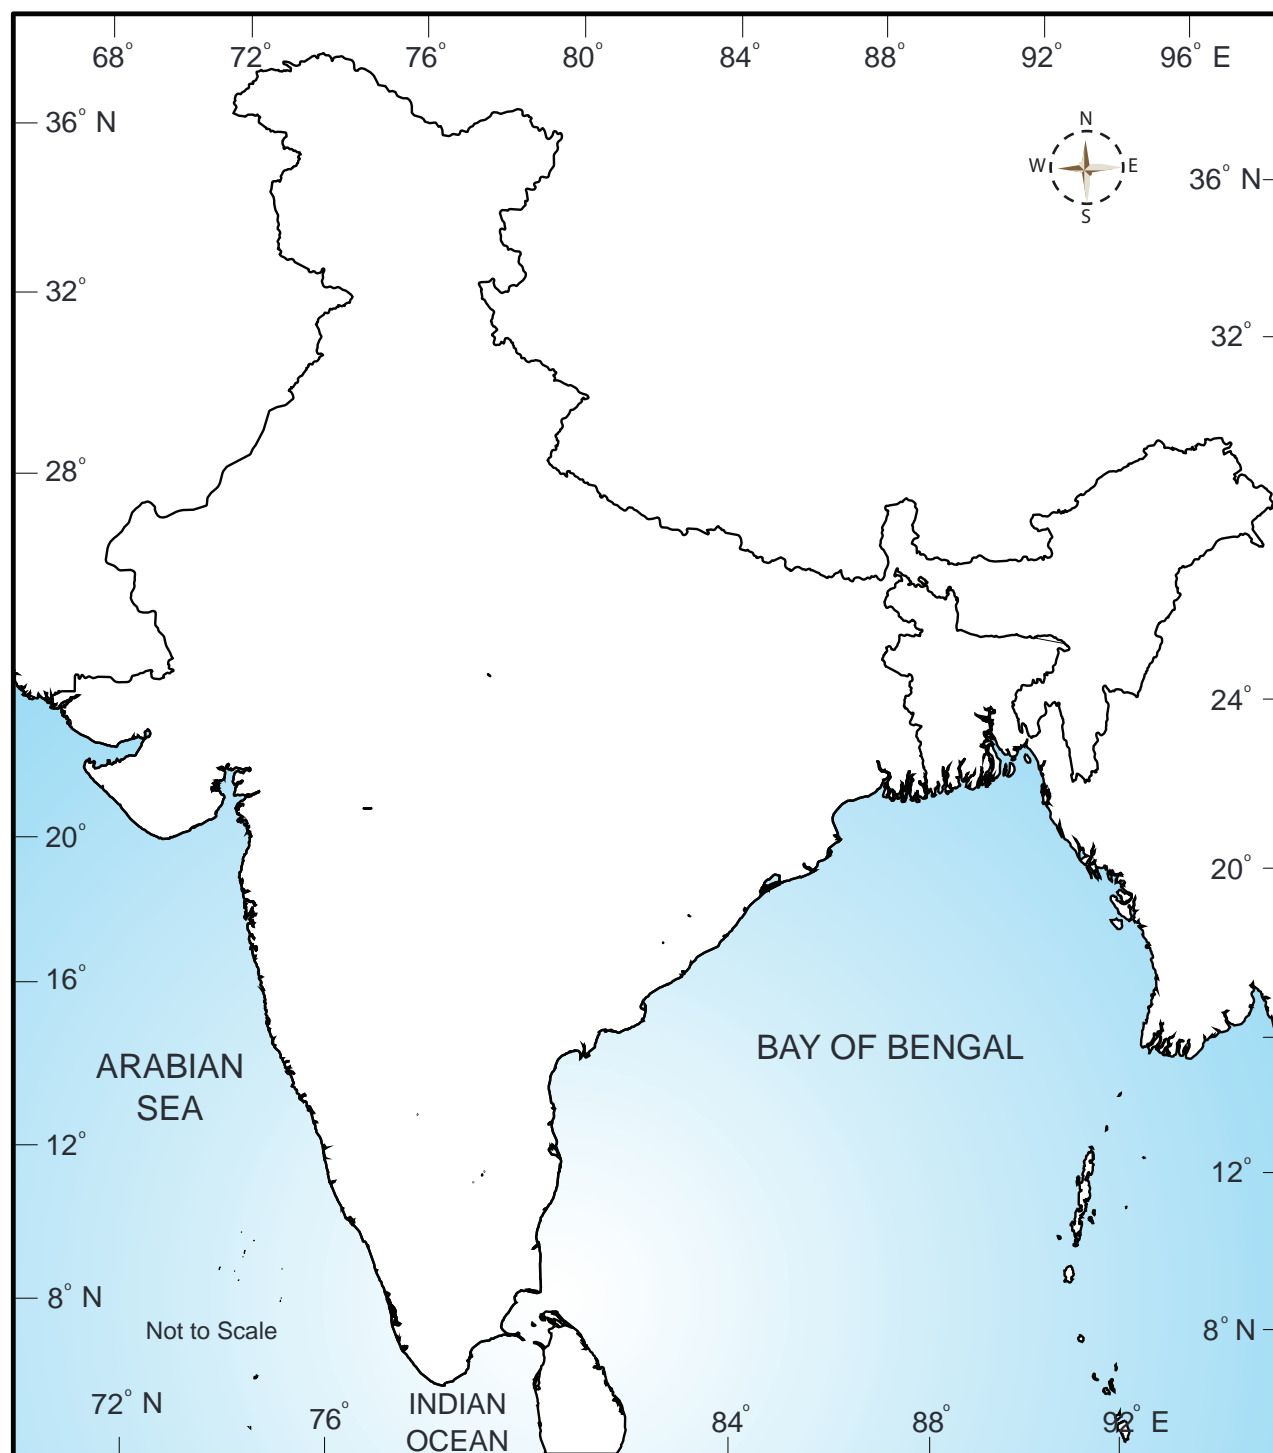 68° 72° 76° 80° 84° 88° 92° 96° E
36° N
N
W E
S
36° N
32°
32°
28°
24°
20°
20°
16°
BAY OF BENGAL
ARABIAN
SEA
12°
12°
8° N
Not to Scale
8° N
72° N
76°
INDIAN
OCEAN
84°
88°
92° E